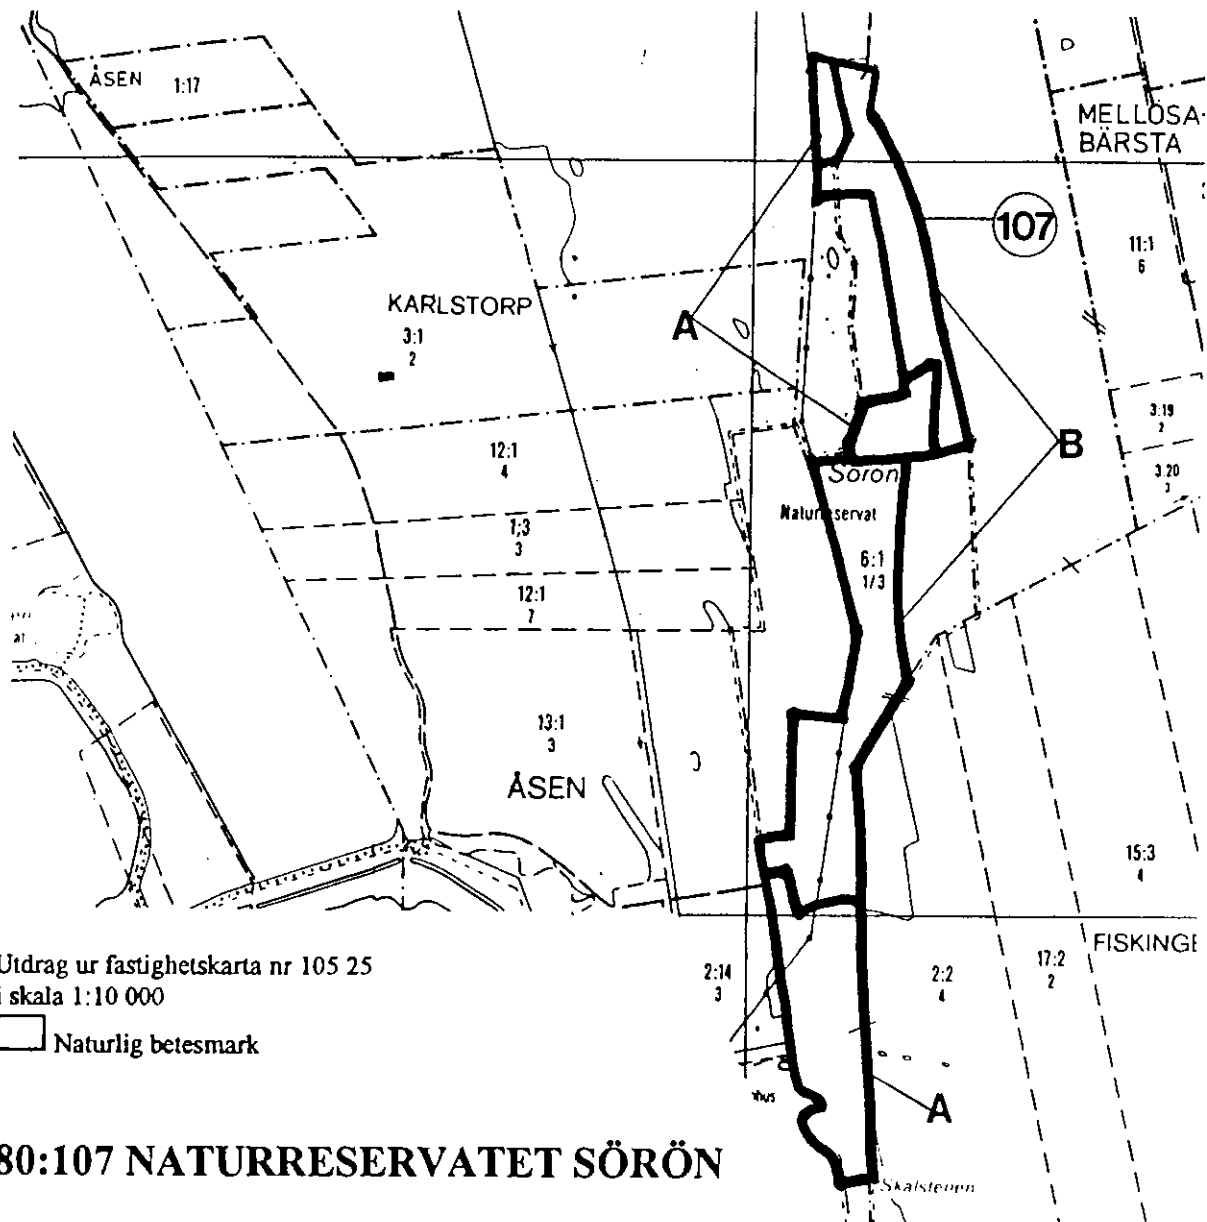 ÅSEN 1:17
MELLÖSA-
BÄRSTA
107
11:1
6
KARLSTORP
3:1
2
A
3:19
2
B
12:1
4
3.20
3
Sörön
Naturreservat
1;3
3
6:1
1/3
12:1
7
13:1
3
ÅSEN
15:3
4
FISKINGE
Utdrag ur fastighetskarta nr 105 25
i skala 1:10 000
2:14
3
2:2
4
17:2
2
Naturlig betesmark
A
80:107 NATURRESERVATET SÖRÖN
Skalstenen